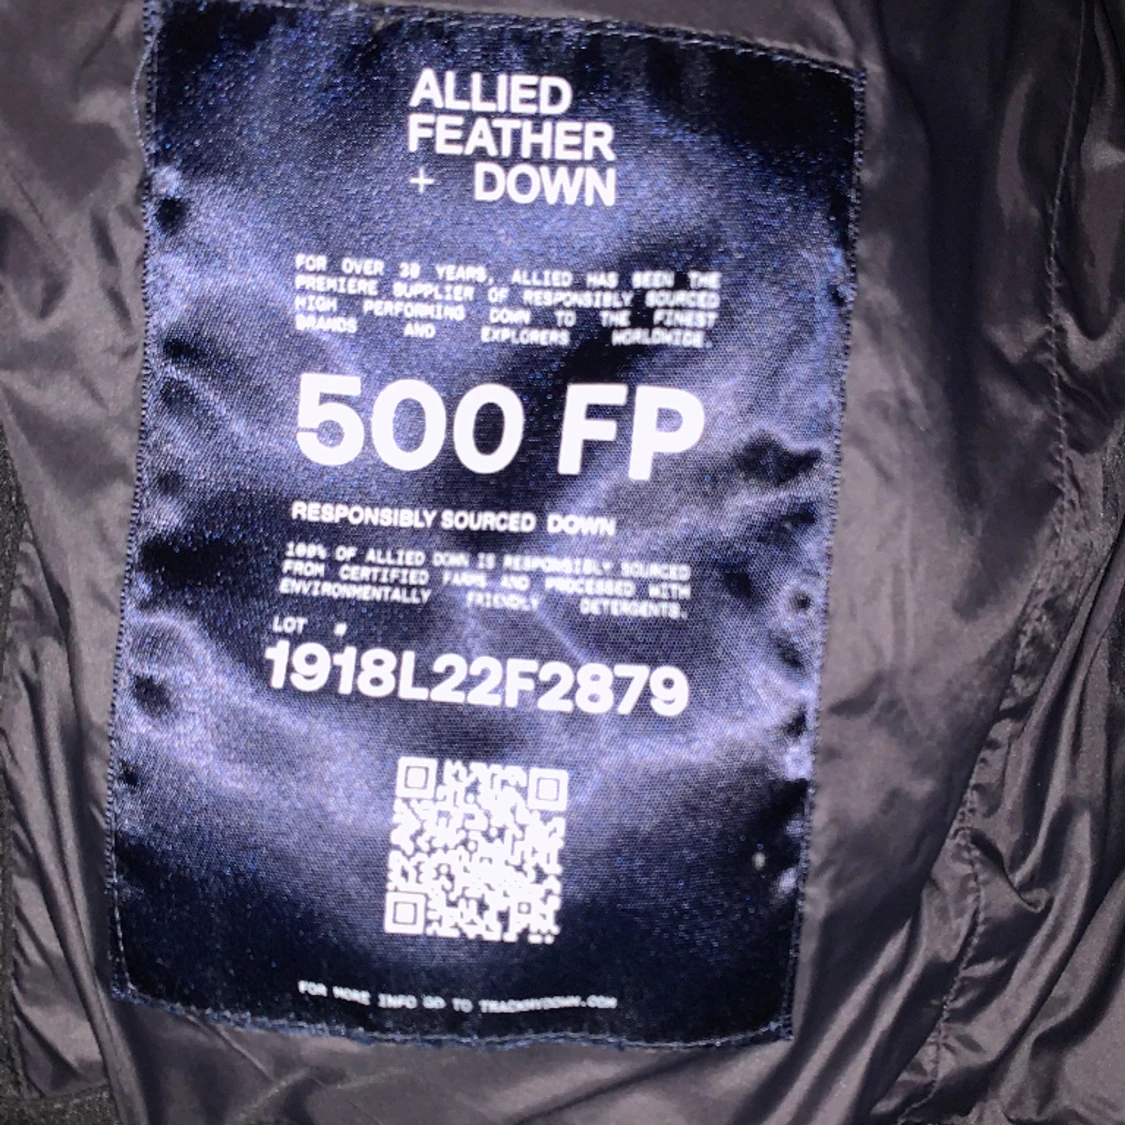 ALLIED
FEATHER
+ DOWN
FOR OVER 30 YEARS, ALLIED HAS BEEN THE
PREMIERE SUPPLIER OF RESPONSIBLY SOURCED
HIGH PERFORMING DOWN TO THE FINEST
BRANDS AND EXPLORERS WORLDWIDE.
500 FP
RESPONSIBLY SOURCED DOWN
100% OF ALLIED DOWN IS RESPONSIBLY SOURCED
FROM CERTIFIED FARMS AND PROCESSED WITH
ENVIRONMENTALLY FRIENDLY DETERGENTS.
LOT #
1918L22F2879
FOR MORE INFO GO TO TRACKMYDOWN.COM